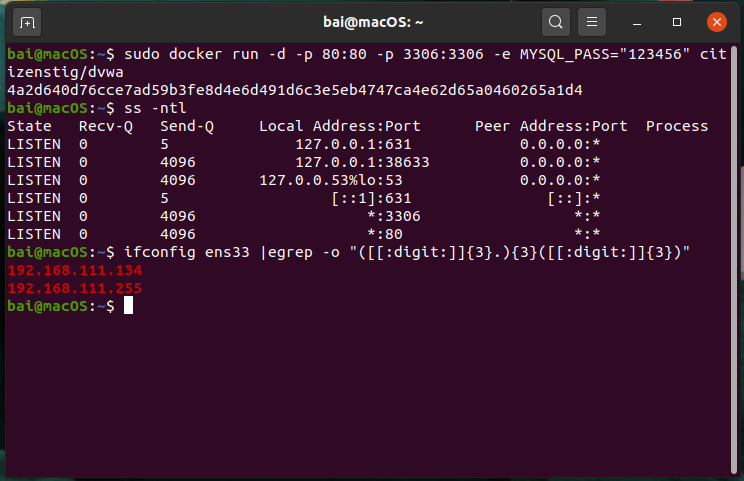 bai@macOS: ~
bai@macOS:~$ sudo docker run -d -p 80:80 -p 3306:3306 -e MYSQL_PASS="123456" cit
izenstig/dvwa
4a2d640d76cce7ad59b3fe8d4e6d491d6c3e5eb4747ca4e62d65a0460265a1d4
bai@macOS:~$ ss -ntl
State Recv-Q Send-Q Local Address:Port Peer Address:Port Process
LISTEN 0 5 127.0.0.1:631 0.0.0.0:*
LISTEN 0 4096 127.0.0.1:38633 0.0.0.0:*
LISTEN 0 4096 127.0.0.53%lo:53 0.0.0.0:*
LISTEN 0 5 [::1]:631 [::]:*
LISTEN 0 4096 *:3306 *:*
LISTEN 0 4096 *:80 *:*
bai@macOS:~$ ifconfig ens33 |egrep -o "([[:digit:]]{3}.){3}([[:digit:]]{3})"
192.168.111.134
192.168.111.255
bai@macOS:~$